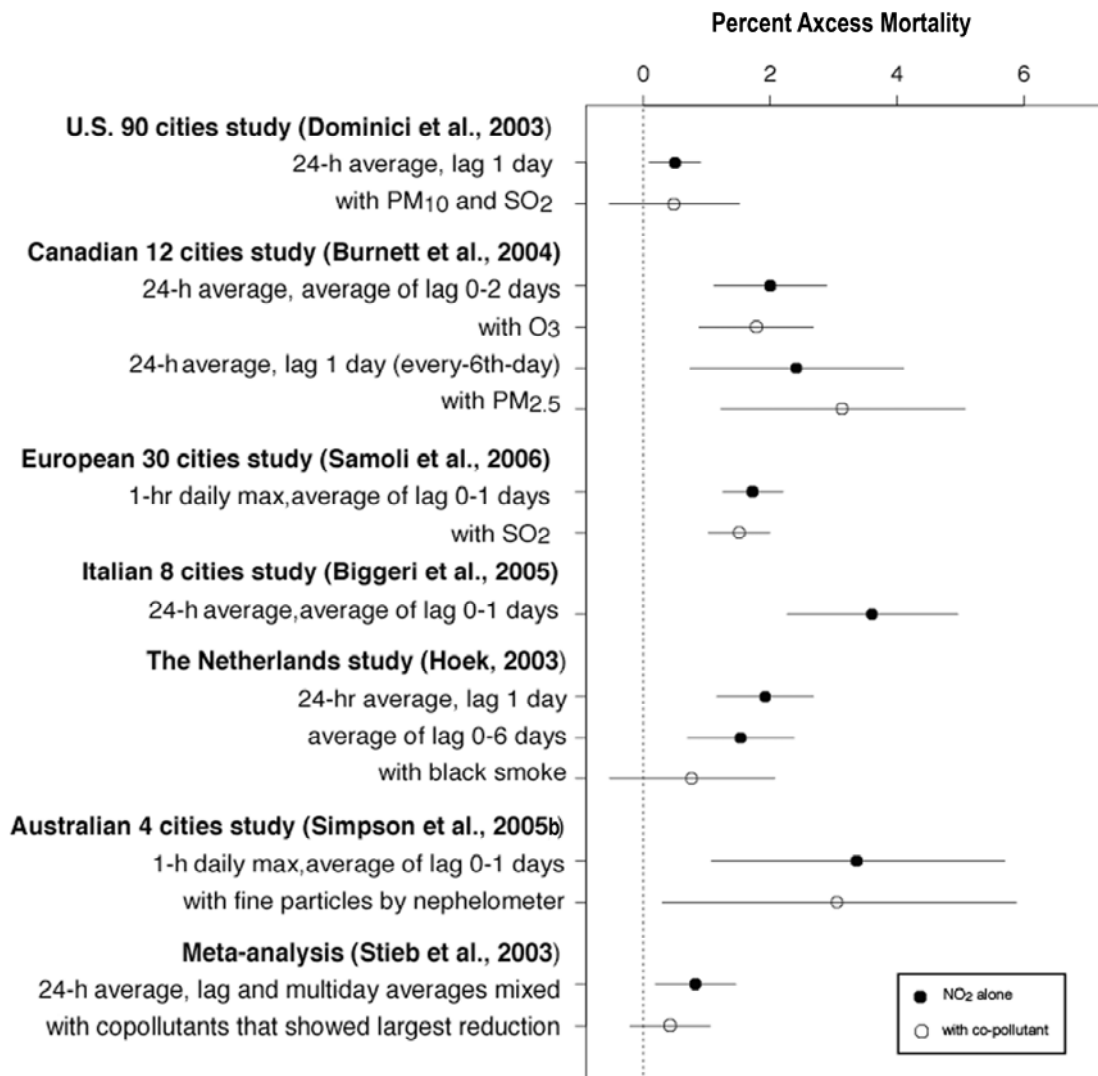 Percent Axcess Mortality
0 2 4 6
U.S. 90 cities study (Dominici et al., 2003)
24-h average, lag 1 day
with PM10 and SO2
Canadian 12 cities study (Burnett et al., 2004)
24-h average, average of lag 0-2 days
with O3
24-h average, lag 1 day (every-6th-day)
with PM2.5
European 30 cities study (Samoli et al., 2006)
1-hr daily max,average of lag 0-1 days
with SO2
Italian 8 cities study (Biggeri et al., 2005)
24-h average,average of lag 0-1 days
The Netherlands study (Hoek, 2003)
24-hr average, lag 1 day
average of lag 0-6 days
with black smoke
Australian 4 cities study (Simpson et al., 2005b)
1-h daily max,average of lag 0-1 days
with fine particles by nephelometer
Meta-analysis (Stieb et al., 2003)
24-h average, lag and multiday averages mixed
with copollutants that showed largest reduction
NO2 alone
with co-pollutant